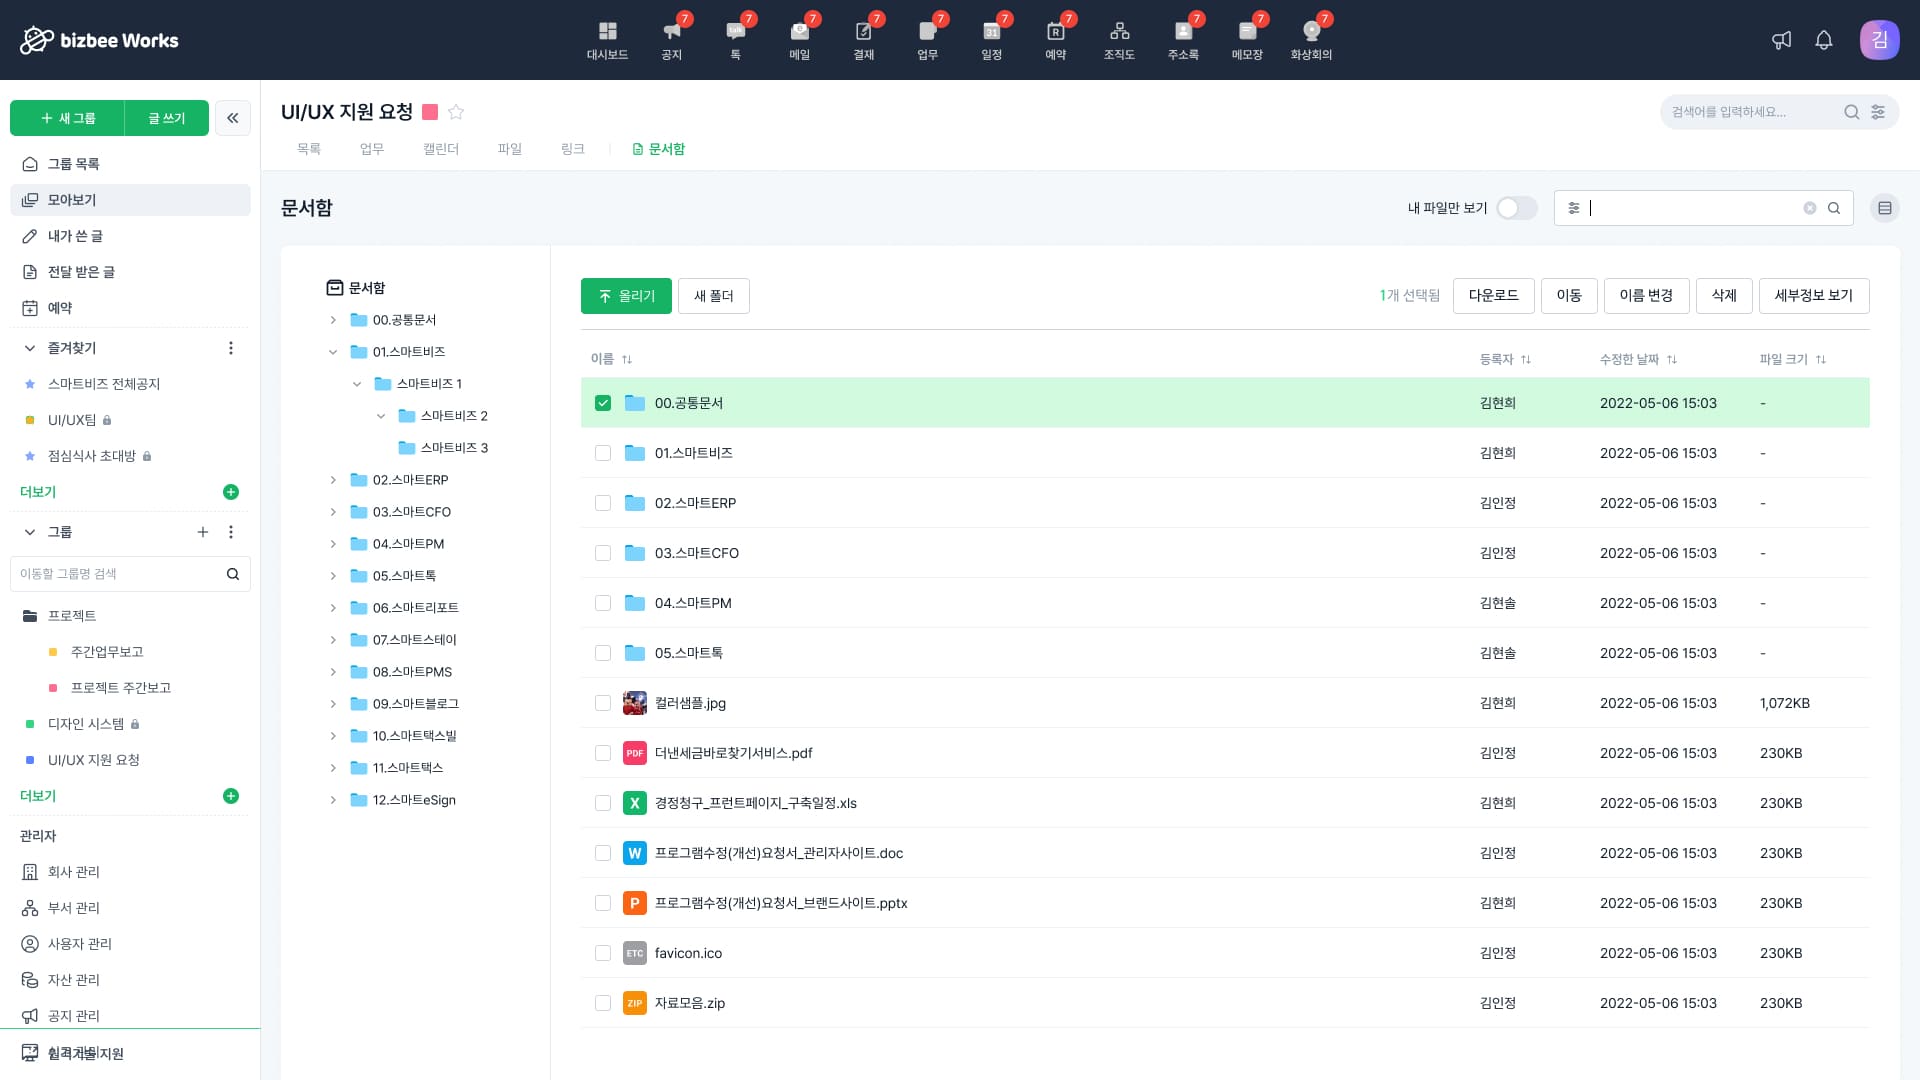 bizbee Works
대시보드
7
공지
7
talk
톡
7
메일
7
결재
7
업무
7
31
일정
7
R
예약
조직도
7
주소록
7
메모장
7
화상회의
김
새 그룹
글 쓰기
그룹 목록
모아보기
내가 쓴 글
전달 받은 글
예약
즐겨찾기
스마트비즈 전체공지
UI/UX팀
점심식사 초대방
더보기
그룹
이동할 그룹명 검색
프로젝트
주간업무보고
프로젝트 주간보고
디자인 시스템
UI/UX 지원 요청
더보기
관리자
회사 관리
부서 관리
사용자 관리
자산 관리
공지 관리
원격기술 지원
UI/UX 지원 요청
검색어를 입력하세요...
목록 업무 캘린더 파일 링크 문서함
문서함
내 파일만 보기
문서함
00.공통문서
01.스마트비즈
스마트비즈 1
스마트비즈 2
스마트비즈 3
02.스마트ERP
03.스마트CFO
04.스마트PM
05.스마트톡
06.스마트리포트
07.스마트스테이
08.스마트PMS
09.스마트블로그
10.스마트택스빌
11.스마트택스
12.스마트eSign
올리기 새 폴더 1개 선택됨 다운로드 이동 이름 변경 삭제 세부정보 보기
이름 등록자 수정한 날짜 파일 크기
00.공통문서 김현희 2022-05-06 15:03 -
01.스마트비즈 김현희 2022-05-06 15:03 -
02.스마트ERP 김인정 2022-05-06 15:03 -
03.스마트CFO 김인정 2022-05-06 15:03 -
04.스마트PM 김현솔 2022-05-06 15:03 -
05.스마트톡 김현솔 2022-05-06 15:03 -
컬러샘플.jpg 김현희 2022-05-06 15:03 1,072KB
PDF 더낸세금바로찾기서비스.pdf 김인정 2022-05-06 15:03 230KB
X 경정청구_프런트페이지_구축일정.xls 김현희 2022-05-06 15:03 230KB
W 프로그램수정(개선)요청서_관리자사이트.doc 김인정 2022-05-06 15:03 230KB
P 프로그램수정(개선)요청서_브랜드사이트.pptx 김현희 2022-05-06 15:03 230KB
ETC favicon.ico 김인정 2022-05-06 15:03 230KB
ZIP 자료모음.zip 김인정 2022-05-06 15:03 230KB